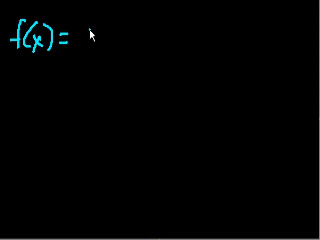 f(x) =